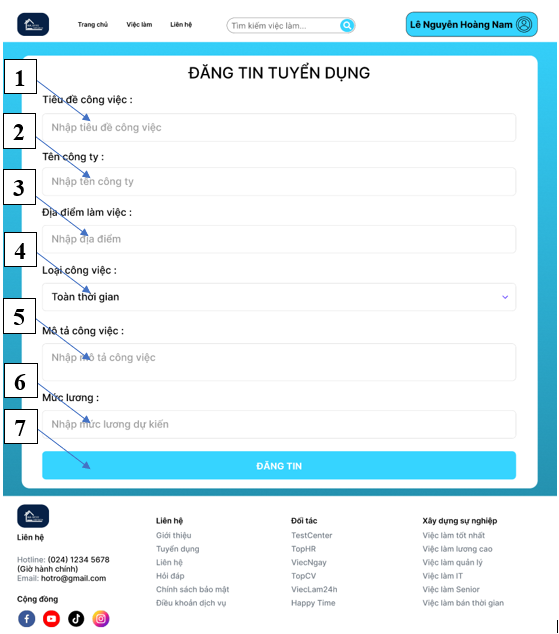 Trang chủ
Việc làm
Liên hệ
Tìm kiếm việc làm...
Lê Nguyễn Hoàng Nam
ĐĂNG TIN TUYỂN DỤNG
1
Tiêu đề công việc :
Nhập tiêu đề công việc
2
Tên công ty :
Nhập tên công ty
3
Địa điểm làm việc :
Nhập địa điểm
4
Loại công việc :
Toàn thời gian
5
Mô tả công việc :
Nhập mô tả công việc
6
Mức lương :
Nhập mức lương dự kiến
7
ĐĂNG TIN
Liên hệ
Hotline: (024) 1234 5678
(Giờ hành chính)
Email: hotro@gmail.com
Cộng đồng
Liên hệ
Giới thiệu
Tuyển dụng
Liên hệ
Hỏi đáp
Chính sách bảo mật
Điều khoản dịch vụ
Đối tác
TestCenter
TopHR
ViecNgay
TopCV
ViecLam24h
Happy Time
Xây dựng sự nghiệp
Việc làm tốt nhất
Việc làm lương cao
Việc làm quản lý
Việc làm IT
Việc làm Senior
Việc làm bán thời gian